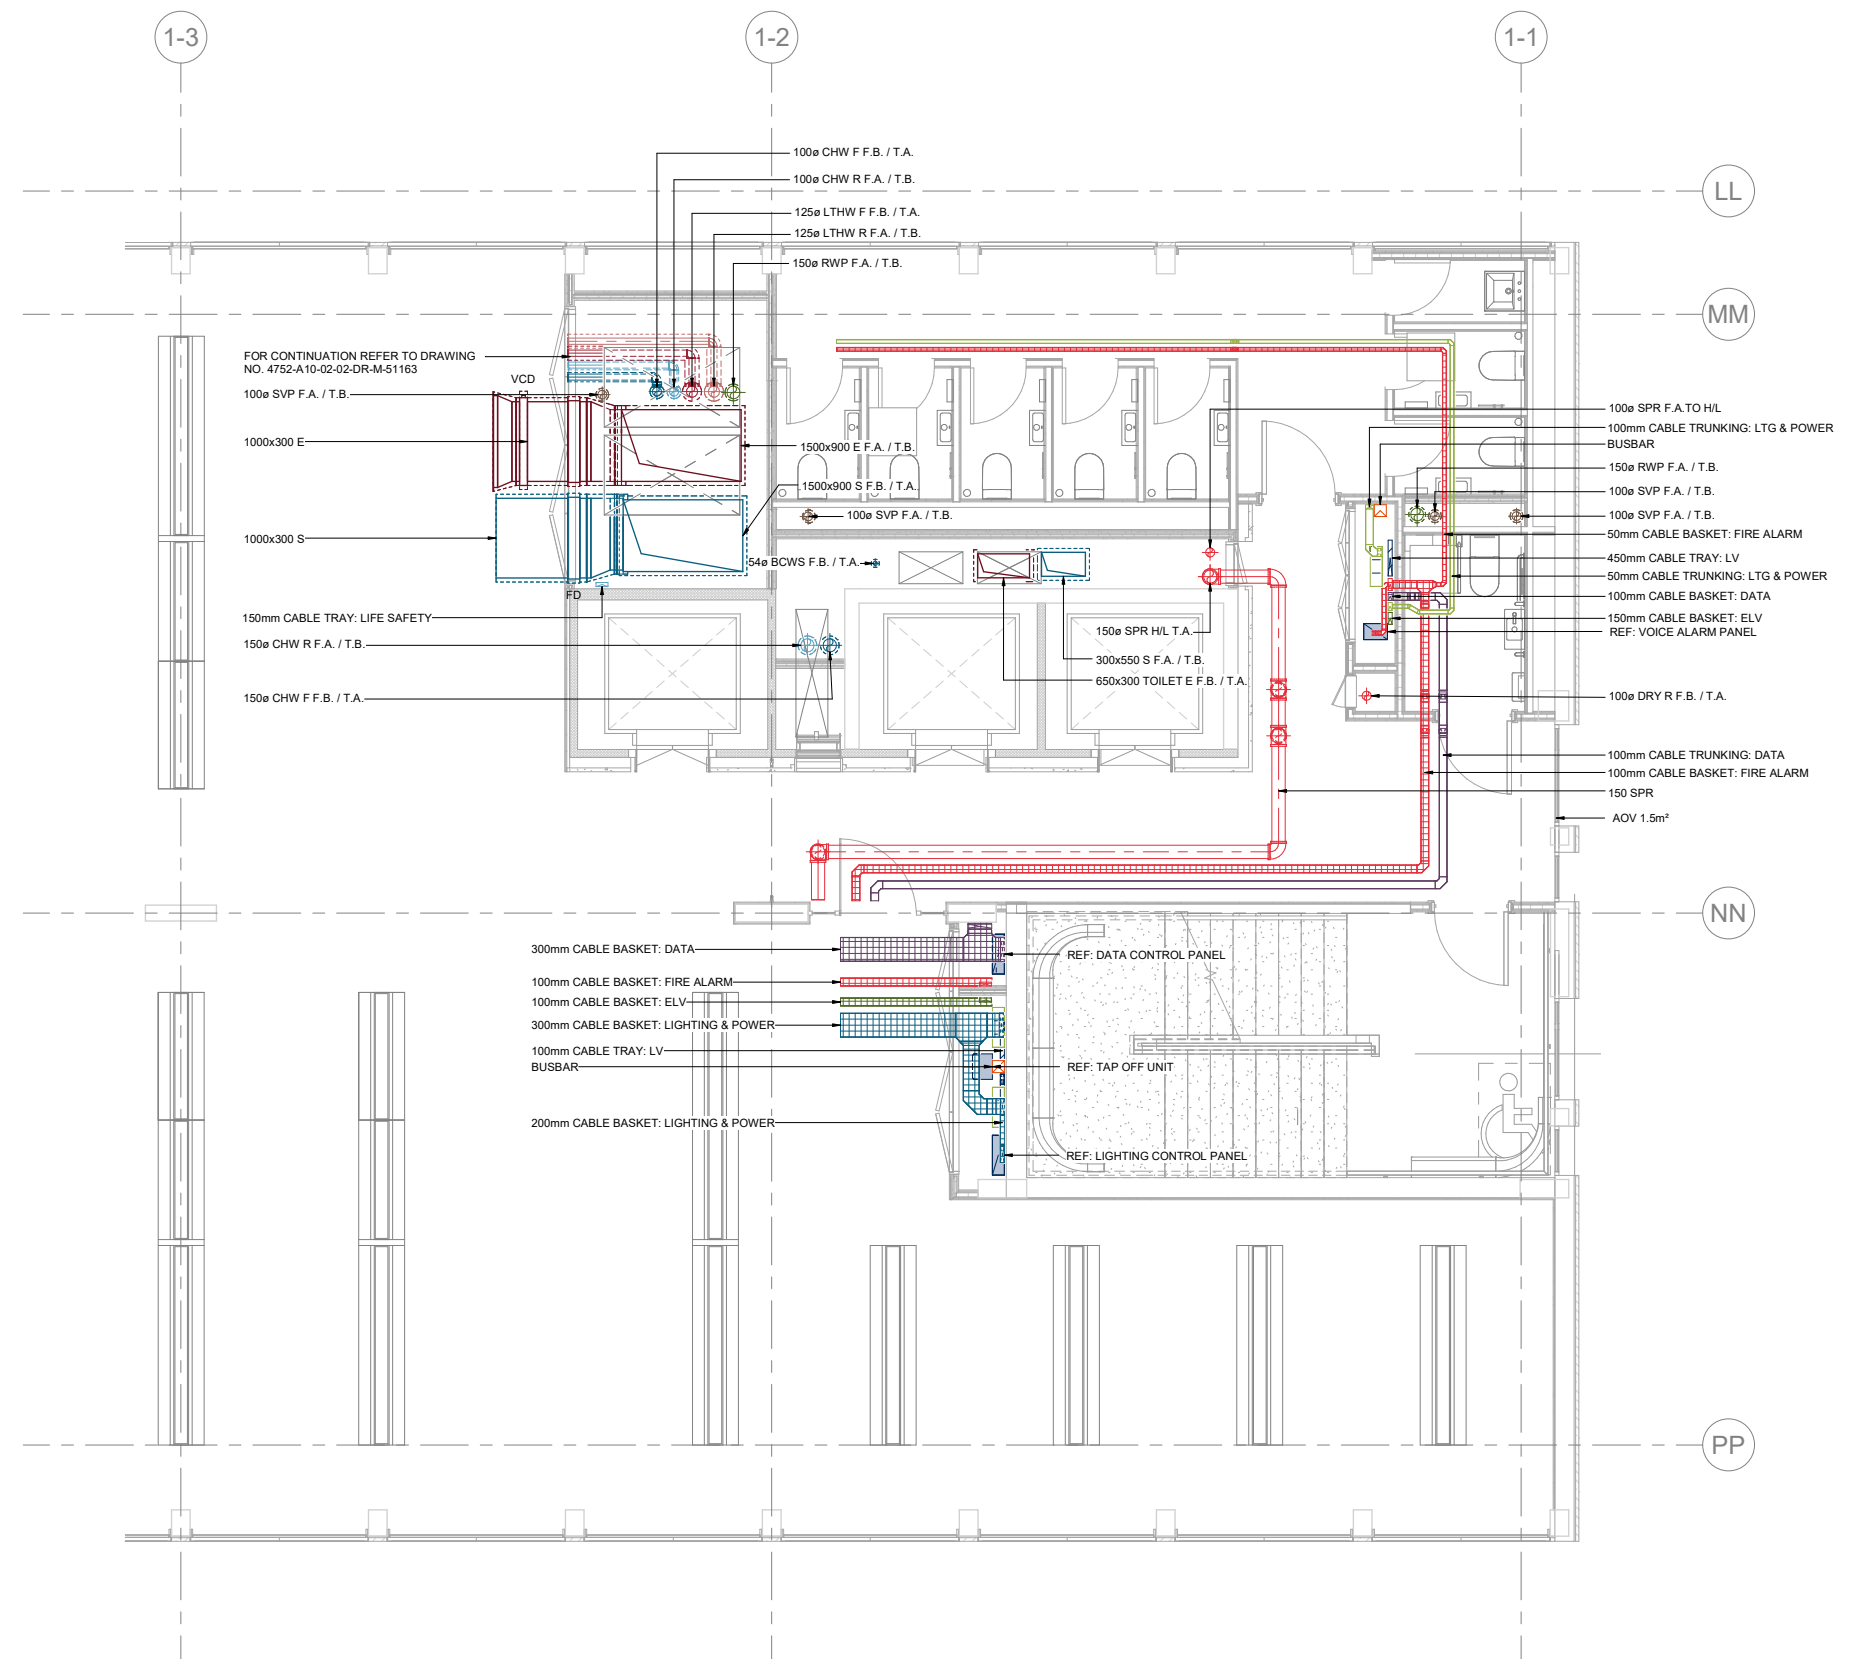 1-3
1-2
1-1
LL
MM
NN
PP
100ø CHW F F.B. / T.A.
100ø CHW R F.A. / T.B.
125ø LTHW F F.B. / T.A.
125ø LTHW R F.A. / T.B.
150ø RWP F.A. / T.B.
FOR CONTINUATION REFER TO DRAWING
NO. 4752-A10-02-02-DR-M-51163
VCD
100ø SVP F.A. / T.B.
1000x300 E
1500x900 E F.A. / T.B.
1500x900 S F.B. / T.A.
100ø SVP F.A. / T.B.
1000x300 S
54ø BCWS F.B. / T.A.
FD
150mm CABLE TRAY: LIFE SAFETY
150ø CHW R F.A. / T.B.
150ø CHW F F.B. / T.A.
150ø SPR H/L T.A.
300x550 S F.A. / T.B.
650x300 TOILET E F.B. / T.A.
100ø SPR F.A.TO H/L
100mm CABLE TRUNKING: LTG & POWER
BUSBAR
150ø RWP F.A. / T.B.
100ø SVP F.A. / T.B.
100ø SVP F.A. / T.B.
50mm CABLE BASKET: FIRE ALARM
450mm CABLE TRAY: LV
50mm CABLE TRUNKING: LTG & POWER
100mm CABLE BASKET: DATA
150mm CABLE BASKET: ELV
REF: VOICE ALARM PANEL
100ø DRY R F.B. / T.A.
100mm CABLE TRUNKING: DATA
100mm CABLE BASKET: FIRE ALARM
150 SPR
AOV 1.5m²
300mm CABLE BASKET: DATA
REF: DATA CONTROL PANEL
100mm CABLE BASKET: FIRE ALARM
100mm CABLE BASKET: ELV
300mm CABLE BASKET: LIGHTING & POWER
100mm CABLE TRAY: LV
BUSBAR
REF: TAP OFF UNIT
200mm CABLE BASKET: LIGHTING & POWER
REF: LIGHTING CONTROL PANEL